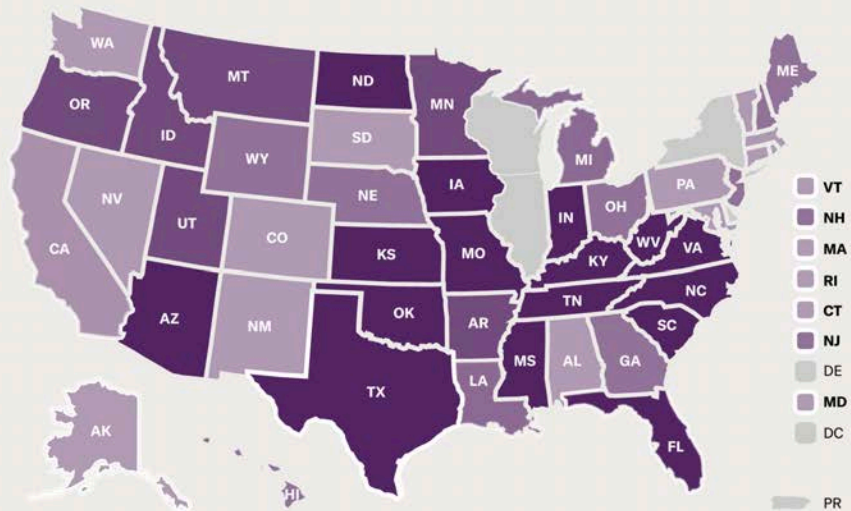 WA
MT
ND
MN
ME
OR
ID
SD
WY
MI
NE
IA
PA
NV
UT
CO
IN
OH
CA
KS
MO
WV
VA
KY
AZ
NM
OK
AR
TN
NC
SC
MS
AL
GA
TX
LA
FL
AK
HI
VT
NH
MA
RI
CT
NJ
DE
MD
DC
PR